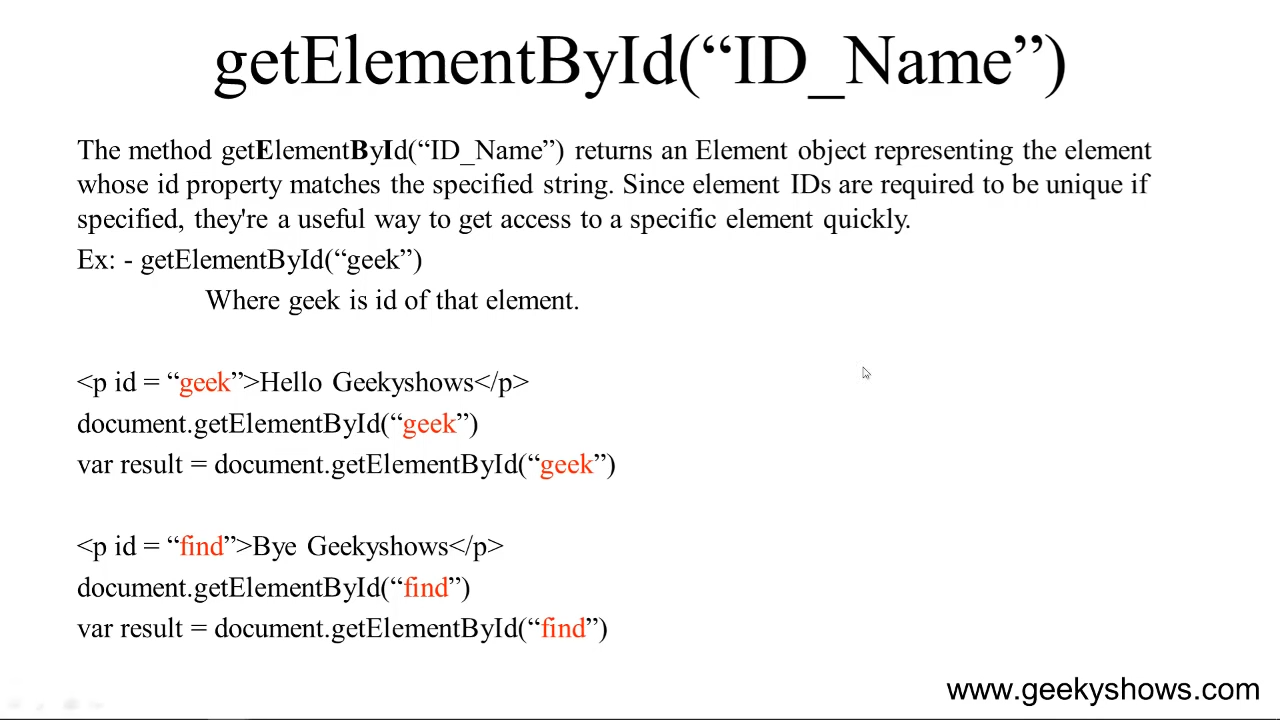 getElementById(“ID_Name”)
The method getElementById(“ID_Name”) returns an Element object representing the element
whose id property matches the specified string. Since element IDs are required to be unique if
specified, they're a useful way to get access to a specific element quickly.
Ex: - getElementById(“geek”)
Where geek is id of that element.
<p id = “geek”>Hello Geekyshows</p>
document.getElementById(“geek”)
var result = document.getElementById(“geek”)
<p id = “find”>Bye Geekyshows</p>
document.getElementById(“find”)
var result = document.getElementById(“find”)
www.geekyshows.com